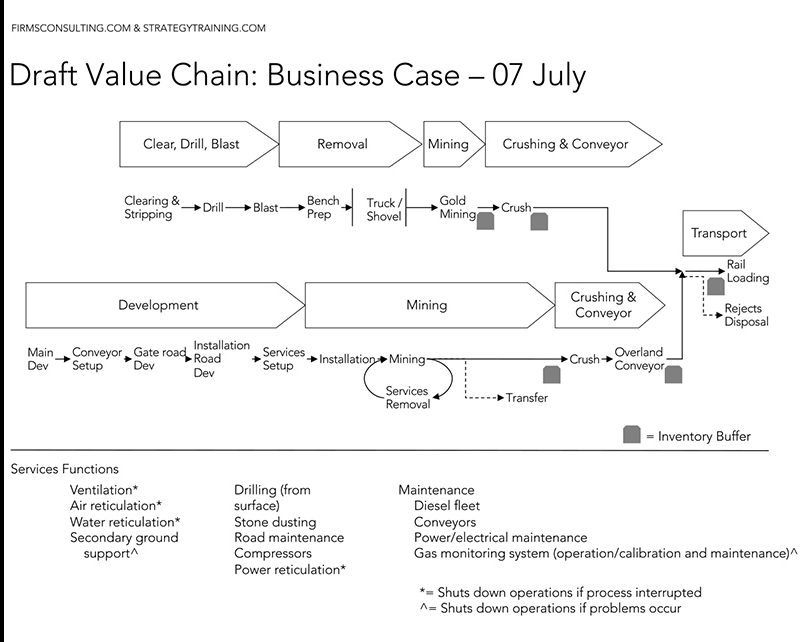 FIRMSCONSULTING.COM & STRATEGYTRAINING.COM
Draft Value Chain: Business Case – 07 July
Clear, Drill, Blast
Removal
Mining
Crushing & Conveyor
Clearing &
Stripping
Drill
Blast
Bench
Prep
Truck /
Shovel
Gold
Mining
Crush
Transport
Rail
Loading
Rejects
Disposal
Development
Mining
Crushing &
Conveyor
Main
Dev
Conveyor
Setup
Gate road
Dev
Installation
Road
Dev
Services
Setup
Installation
Mining
Services
Removal
Transfer
Crush
Overland
Conveyor
= Inventory Buffer
Services Functions
Ventilation*
Air reticulation*
Water reticulation*
Secondary ground
support^
Drilling (from
surface)
Stone dusting
Road maintenance
Compressors
Power reticulation*
Maintenance
Diesel fleet
Conveyors
Power/electrical maintenance
Gas monitoring system (operation/calibration and maintenance)^
*= Shuts down operations if process interrupted
^= Shuts down operations if problems occur